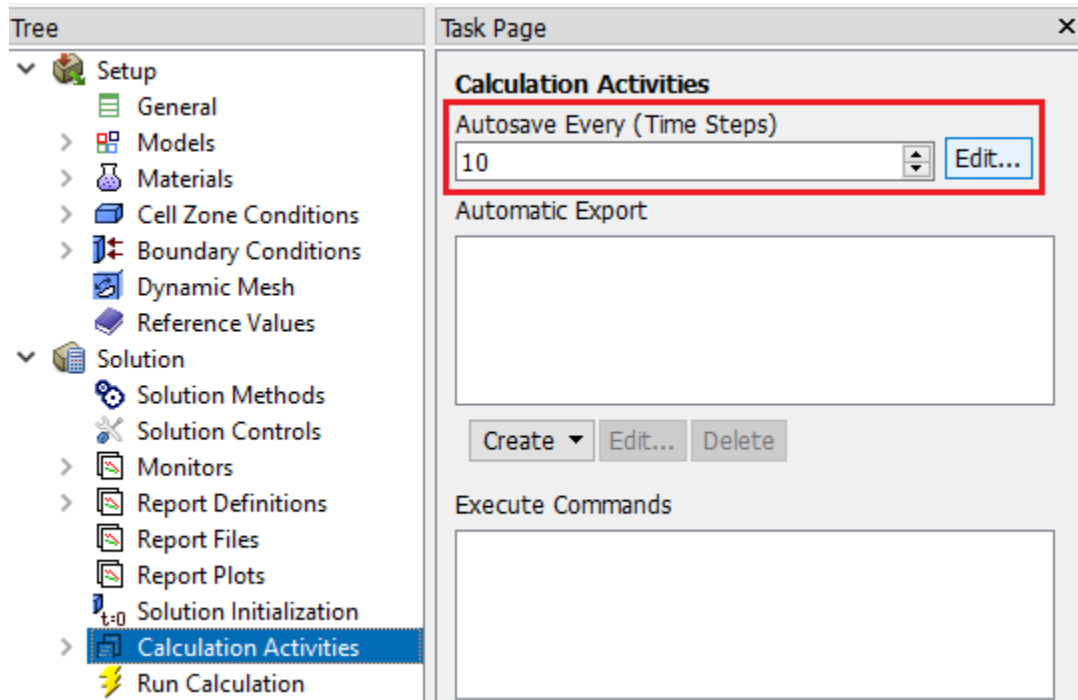 Tree
Setup
General
Models
Materials
Cell Zone Conditions
Boundary Conditions
Dynamic Mesh
Reference Values
Solution
Solution Methods
Solution Controls
Monitors
Report Definitions
Report Files
Report Plots
t=0 Solution Initialization
Calculation Activities
Run Calculation
Task Page
Calculation Activities
Autosave Every (Time Steps)
10 Edit...
Automatic Export
Create Edit... Delete
Execute Commands